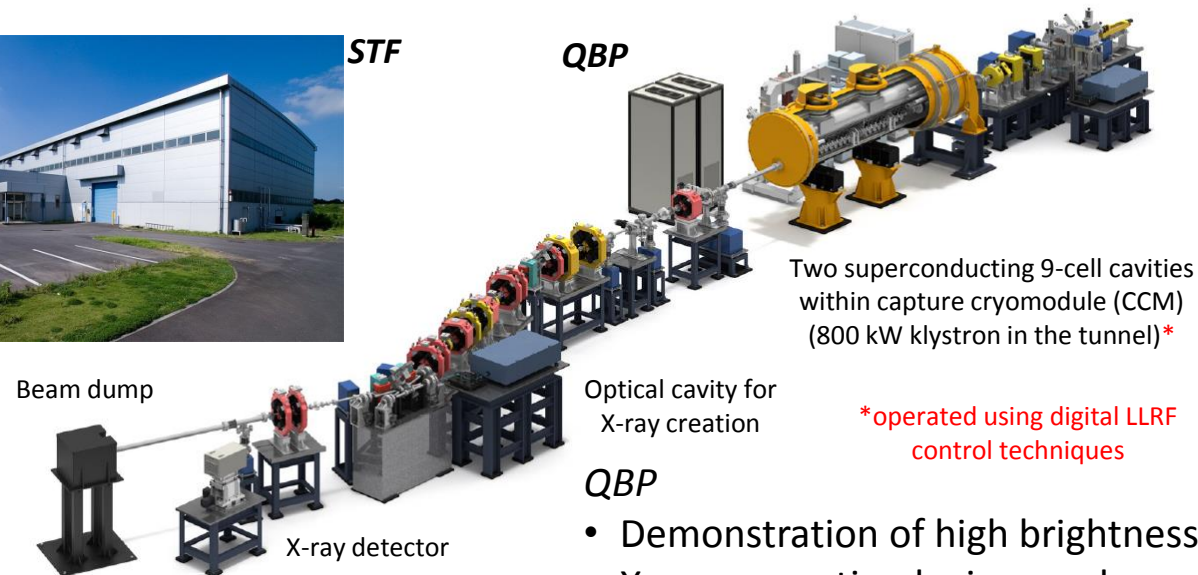 STF
QBP
Two superconducting 9-cell cavities
within capture cryomodule (CCM)
(800 kW klystron in the tunnel)*
Beam dump
Optical cavity for
X-ray creation
*operated using digital LLRF
control techniques
QBP
• Demonstration of high brightness
X-ray detector